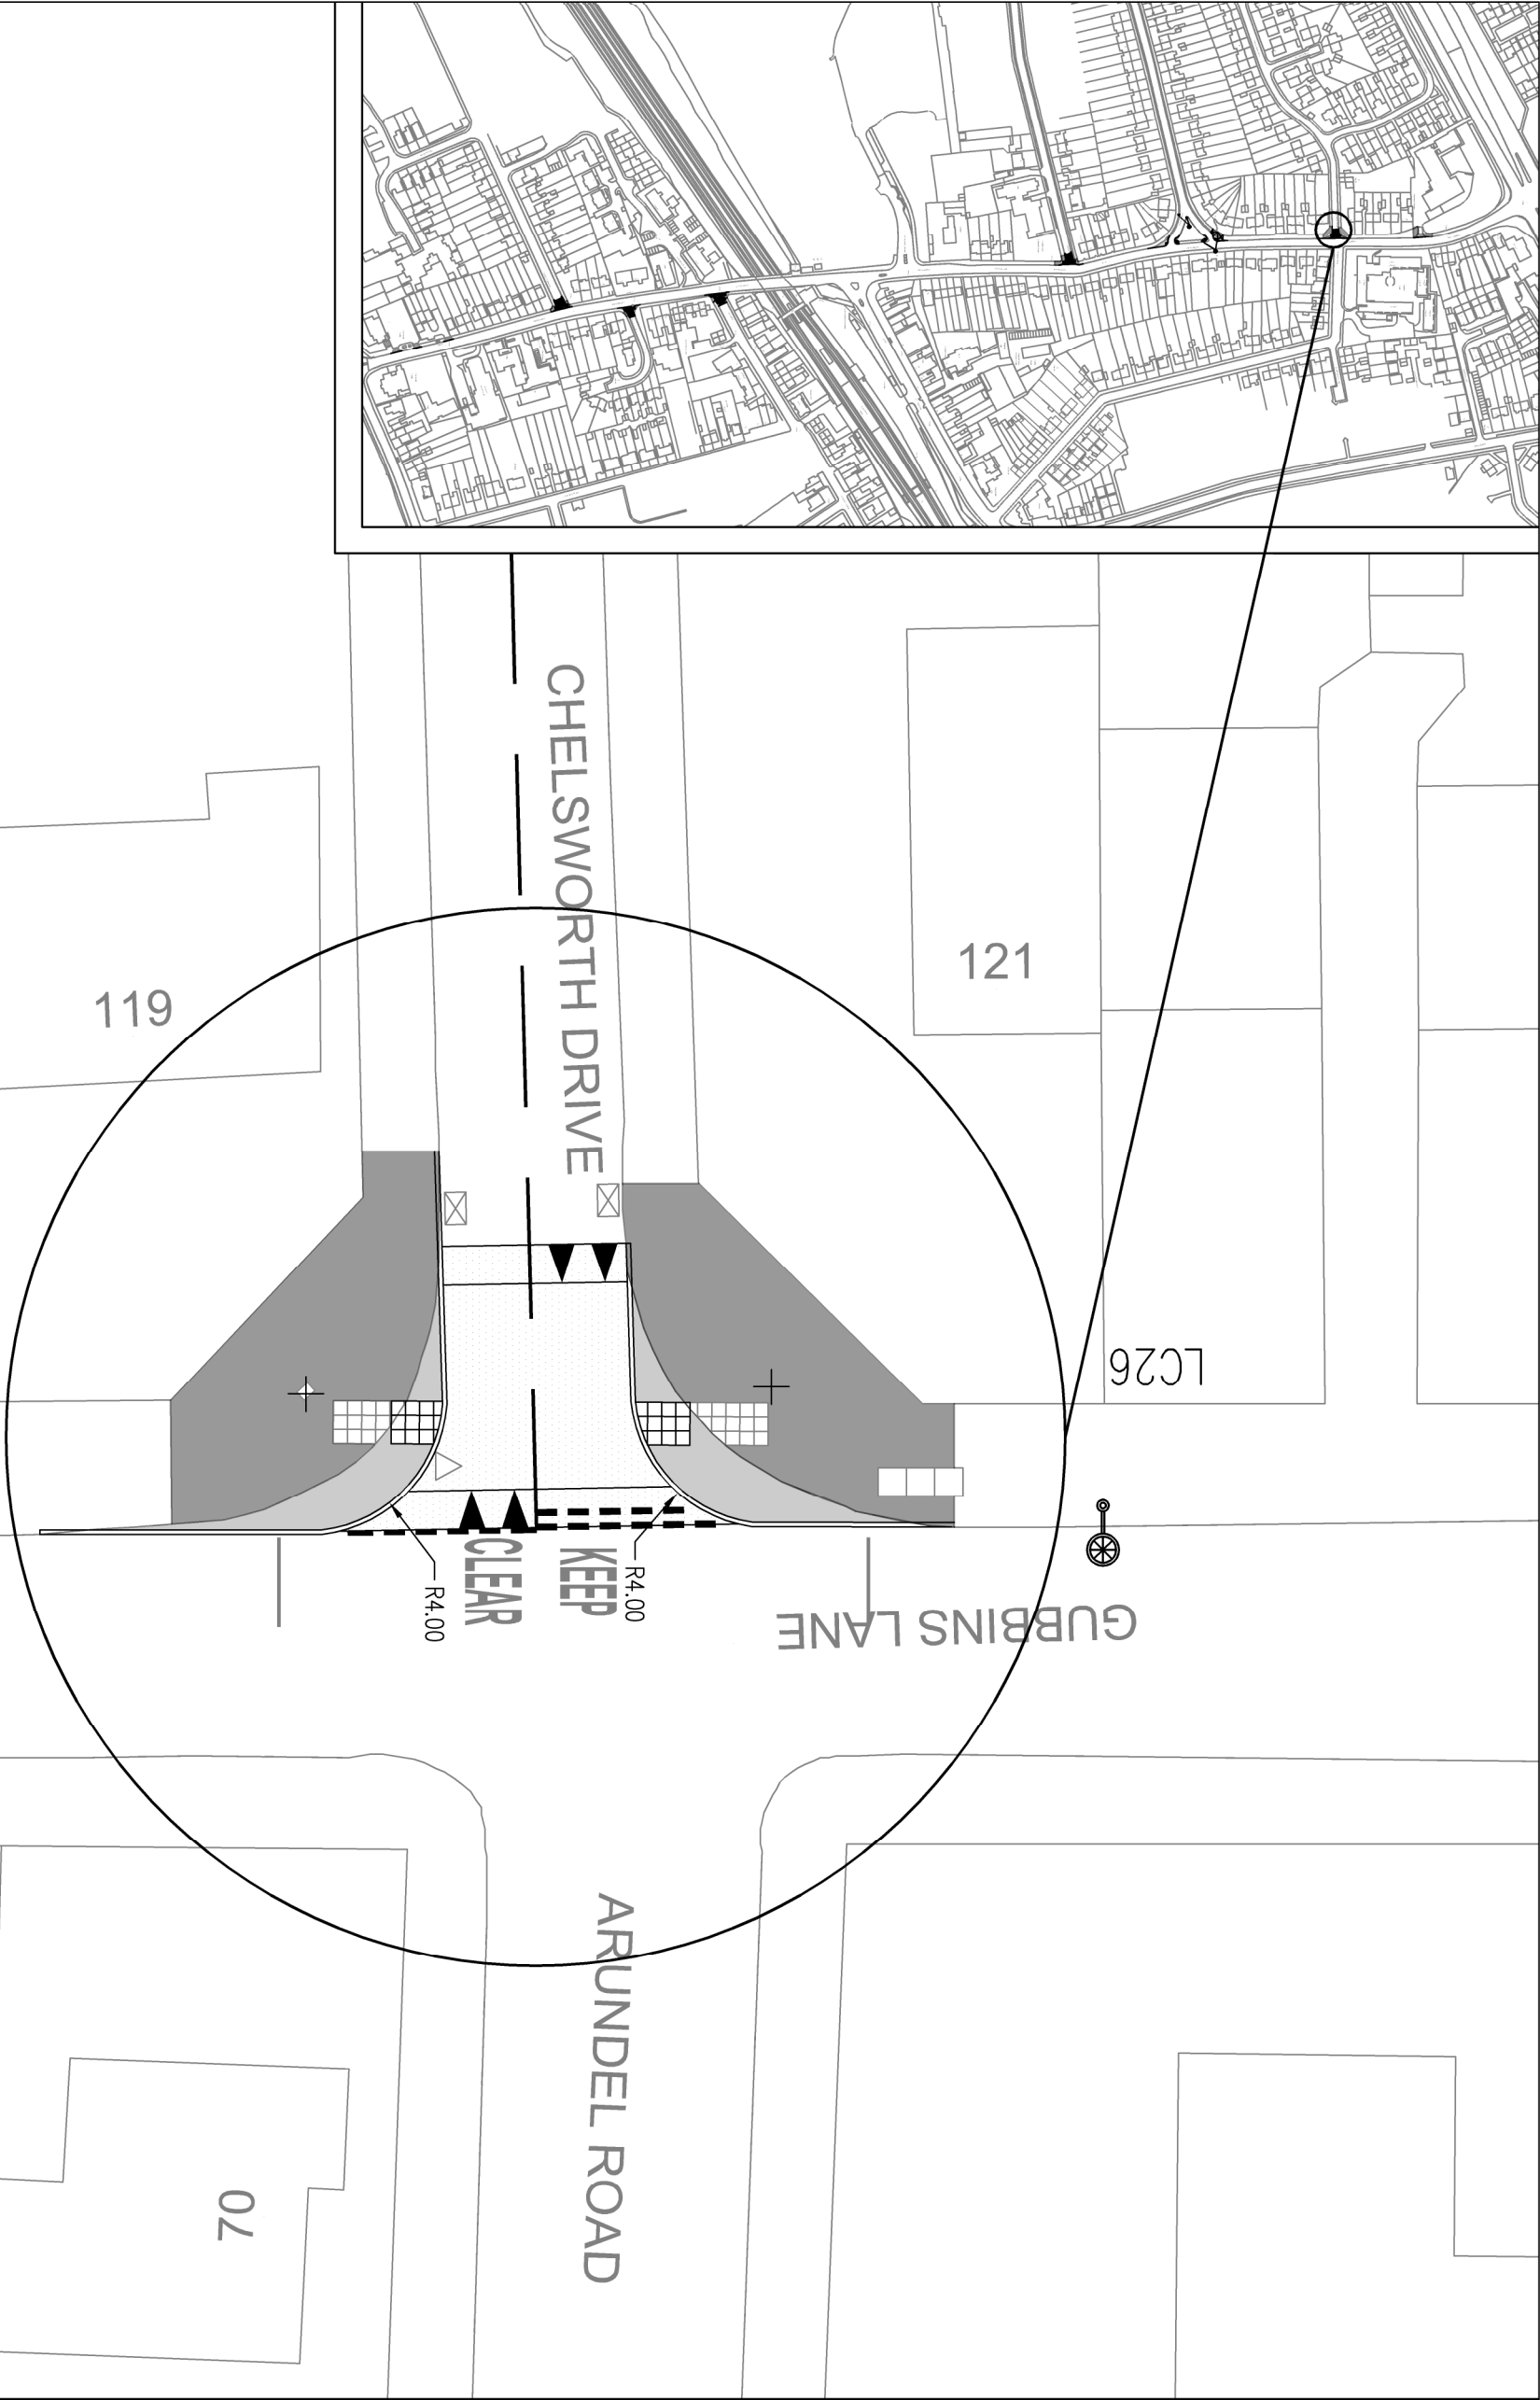 CHELSWORTH DRIVE
121
119
LC26
KEEP
CLEAR
R4.00
R4.00
GUBBINS LANE
ARUNDEL ROAD
70